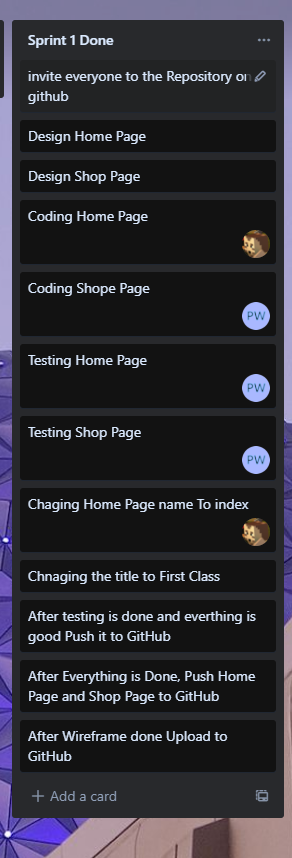 Sprint 1 Done
invite everyone to the Repository on
github
Design Home Page
Design Shop Page
Coding Home Page
Coding Shope Page
PW
Testing Home Page
PW
Testing Shop Page
PW
Chaging Home Page name To index
Chnaging the title to First Class
After testing is done and everthing is
good Push it to GitHub
After Everything is Done, Push Home
Page and Shop Page to GitHub
After Wireframe done Upload to
GitHub
Add a card